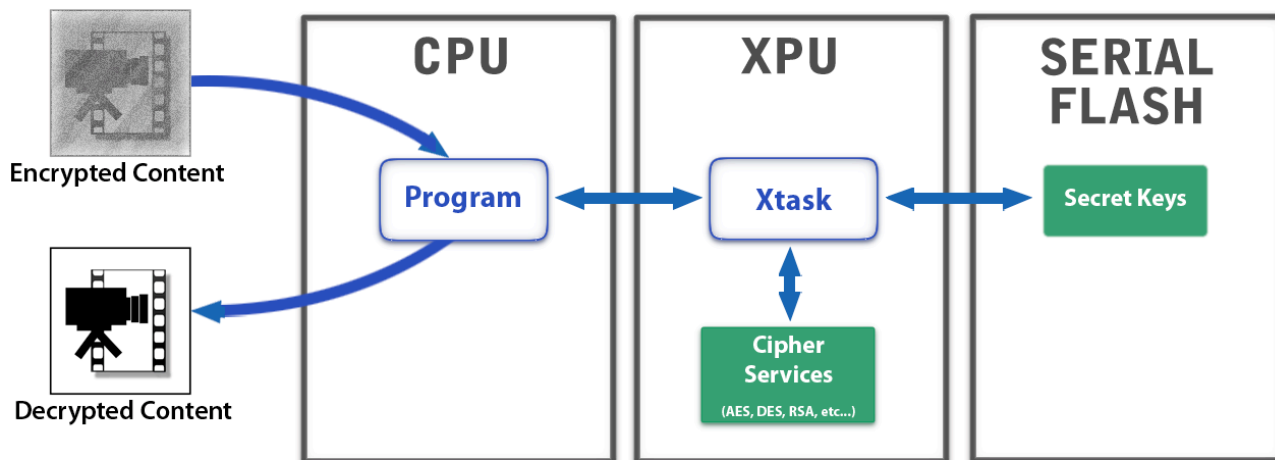 CPU
XPU
SERIAL
FLASH
Encrypted Content
Program
Xtask
Secret Keys
Cipher
Services
(AES, DES, RSA, etc...)
Decrypted Content